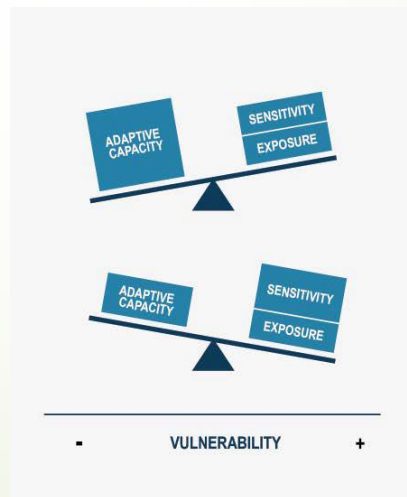 ADAPTIVE
CAPACITY
SENSITIVITY
EXPOSURE
ADAPTIVE
CAPACITY
SENSITIVITY
EXPOSURE
- VULNERABILITY +